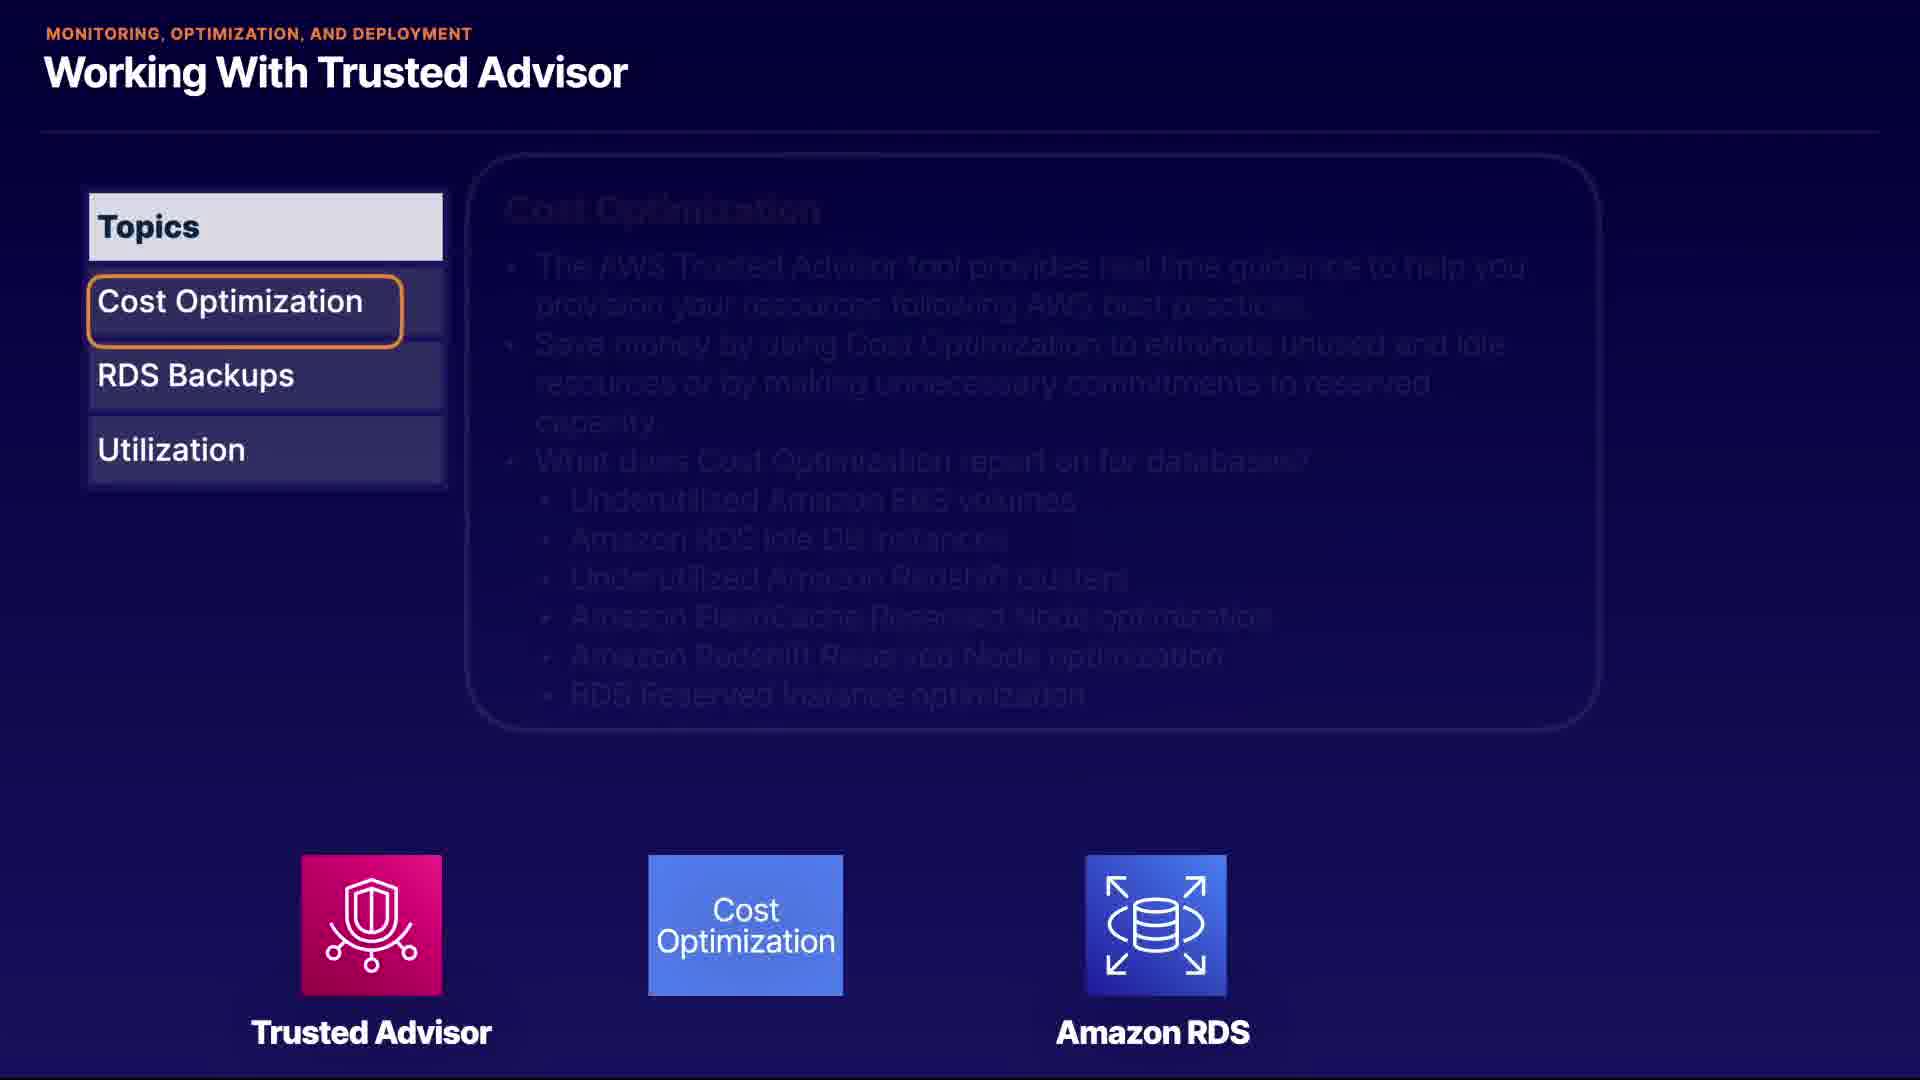 MONITORING, OPTIMIZATION, AND DEPLOYMENT
Working With Trusted Advisor
Topics
Cost Optimization
RDS Backups
Utilization
Cost Optimization
• The AWS Trusted Advisor tool provides real time guidance to help you
provision your resources following AWS best practices.
• Save money by using Cost Optimization to eliminate unused and idle
resources or by making unnecessary commitments to reserved
capacity.
• What does Cost Optimization report on for databases?
• Underutilized Amazon EBS volumes
• Amazon RDS idle DB instances
• Underutilized Amazon Redshift clusters
• Amazon ElastiCache Reserved Node optimization
• Amazon Redshift Reserved Node optimization
• RDS Reserved Instance optimization
Cost
Optimization
Trusted Advisor
Amazon RDS